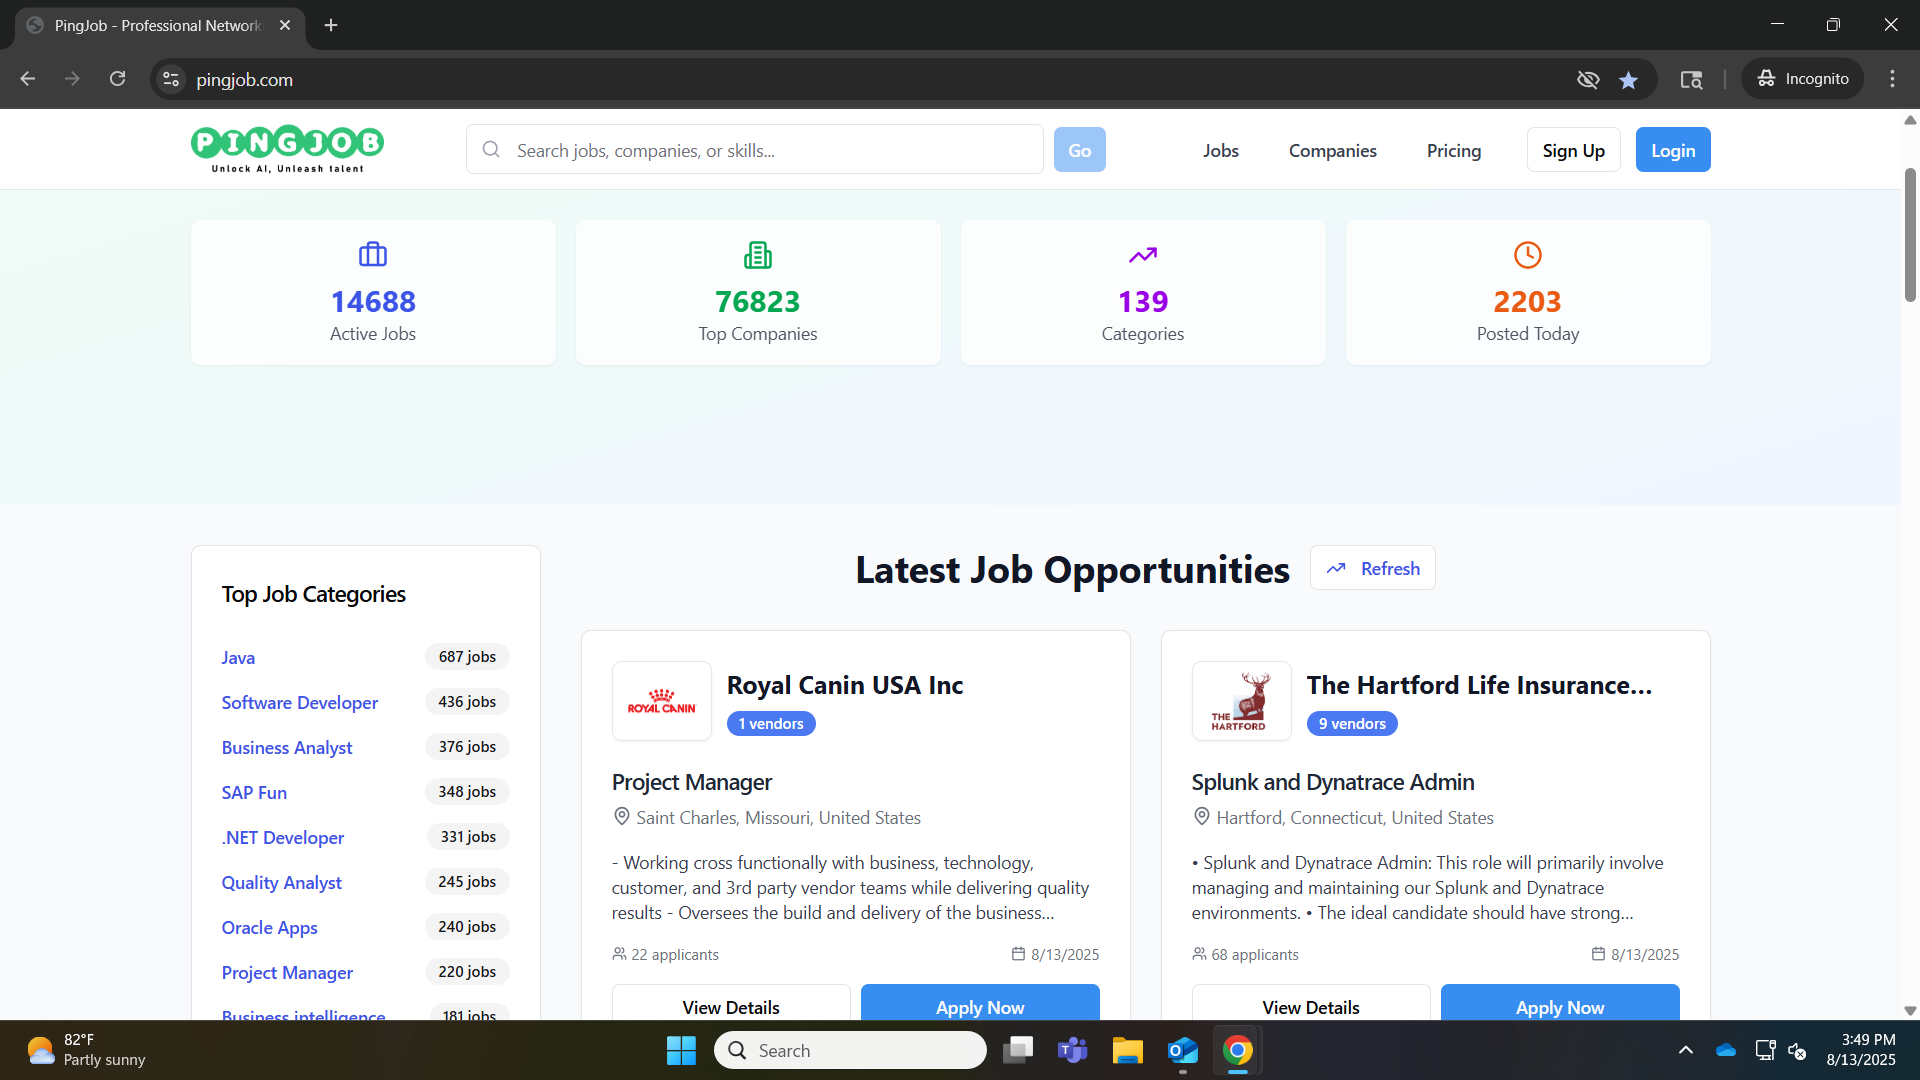 PingJob - Professional Network
pingjob.com
Incognito
PINGJOB
Unlock AI, Unleash talent
Search jobs, companies, or skills...
Go
Jobs
Companies
Pricing
Sign Up
Login
14688
Active Jobs
76823
Top Companies
139
Categories
2203
Posted Today
Top Job Categories
Java 687 jobs
Software Developer 436 jobs
Business Analyst 376 jobs
SAP Fun 348 jobs
.NET Developer 331 jobs
Quality Analyst 245 jobs
Oracle Apps 240 jobs
Project Manager 220 jobs
Business intelligence 181 jobs
Latest Job Opportunities
Refresh
ROYAL CANIN
Royal Canin USA Inc
1 vendors
Project Manager
Saint Charles, Missouri, United States
- Working cross functionally with business, technology,
customer, and 3rd party vendor teams while delivering quality
results - Oversees the build and delivery of the business...
22 applicants
8/13/2025
View Details
Apply Now
THE
HARTFORD
The Hartford Life Insurance...
9 vendors
Splunk and Dynatrace Admin
Hartford, Connecticut, United States
• Splunk and Dynatrace Admin: This role will primarily involve
managing and maintaining our Splunk and Dynatrace
environments. • The ideal candidate should have strong...
68 applicants
8/13/2025
View Details
Apply Now
82°F
Partly sunny
Search
3:49 PM
8/13/2025